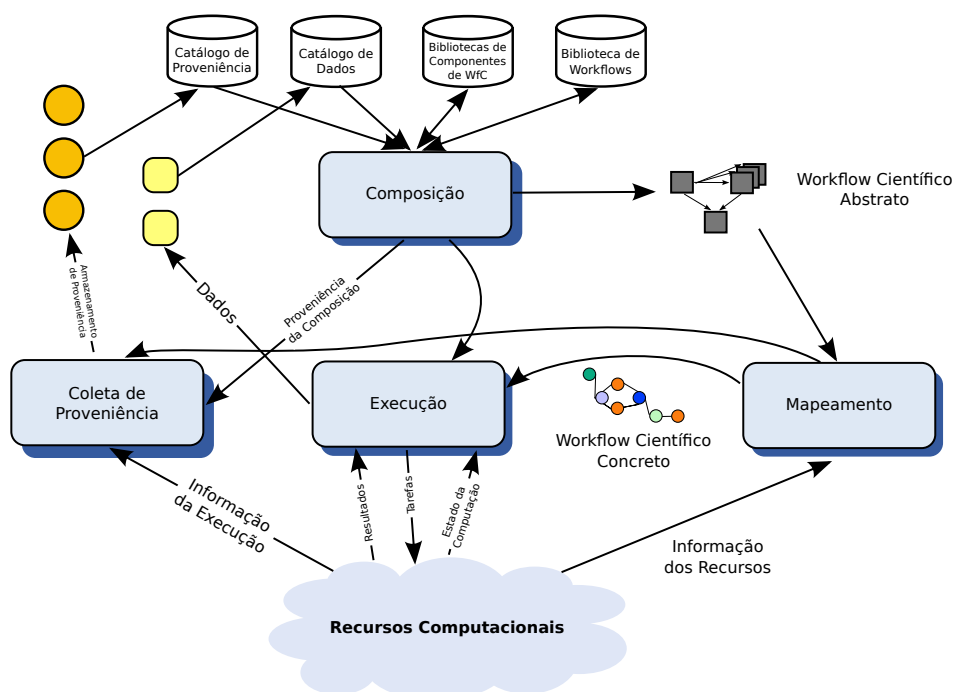 Catálogo de
Proveniência
Catálogo de
Dados
Bibliotecas de
Componentes
de WfC
Biblioteca de
Workflows
Composição
Workflow Científico
Abstrato
Armazenamento
de Proveniência
Dados
Proveniência
da Composição
Coleta de
Proveniência
Execução
Workflow Científico
Concreto
Mapeamento
Informação
da Execução
Resultados
Tarefas
Estado da
Computação
Informação
dos Recursos
Recursos Computacionais